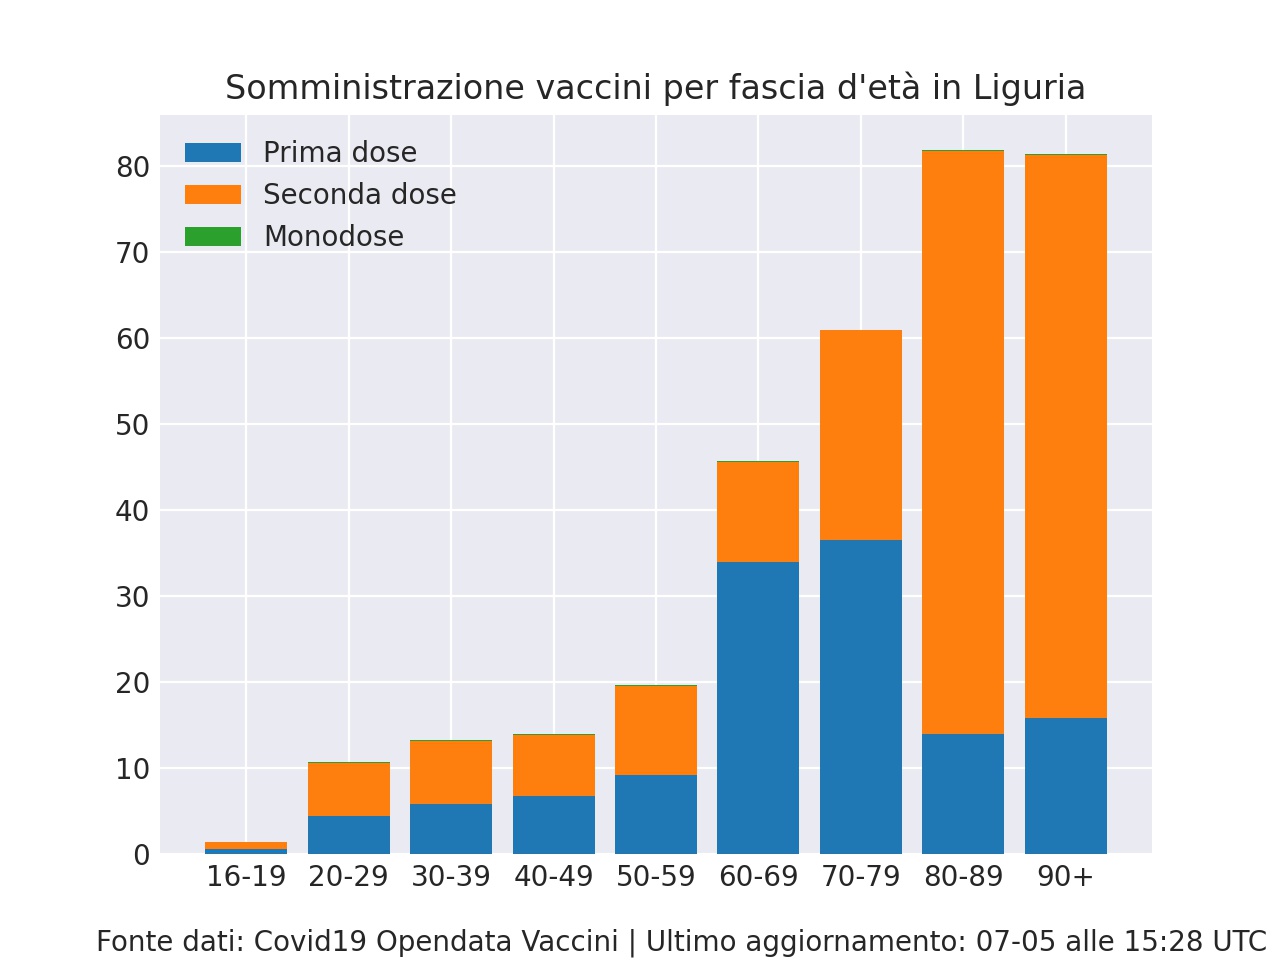 Somministrazione vaccini per fascia d'età in Liguria
Prima dose
Seconda dose
Monodose
80
70
60
50
40
30
20
10
0
16-19 20-29 30-39 40-49 50-59 60-69 70-79 80-89 90+
Fonte dati: Covid19 Opendata Vaccini | Ultimo aggiornamento: 07-05 alle 15:28 UTC